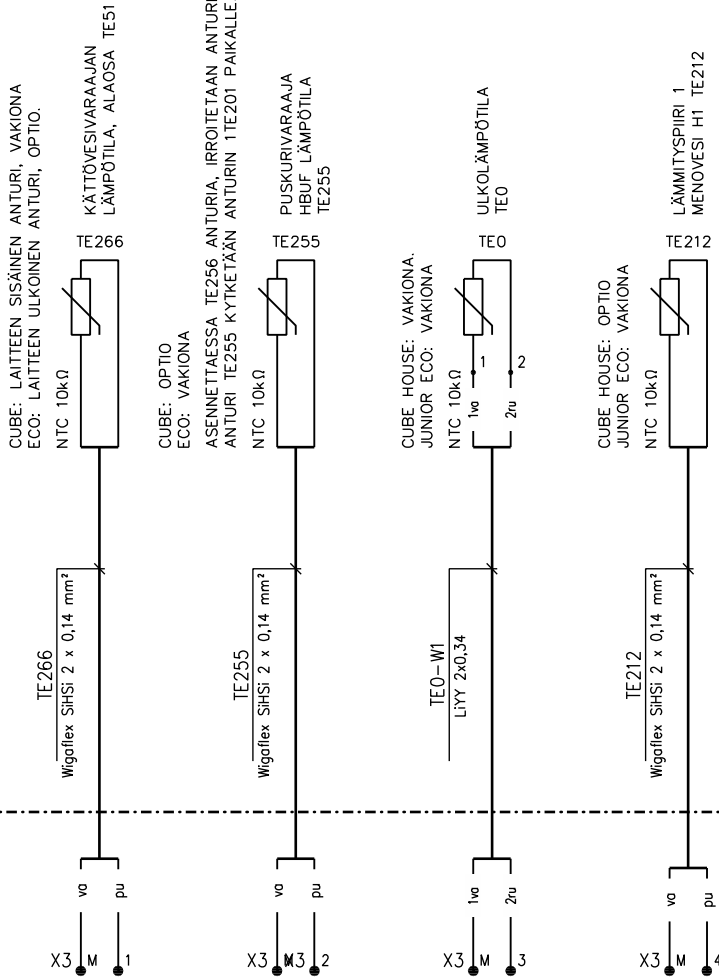 CUBE: LAITTEEN SISÄINEN ANTURI, VAKIONA
ECO: LAITTEEN ULKOINEN ANTURI, OPTIO.
NTC 10kΩ
TE266
KÄTTÖVESIVARAAJAN
LÄMPÖTILA, ALAOSA TE51
TE266
Wigaflex SiHSi 2 x 0,14 mm²
va
pu
X3
M
1
CUBE: OPTIO
ECO: VAKIONA
ASENNETTAESSA TE256 ANTURIA, IRROITETAAN ANTURI
ANTURI TE255 KYTKETÄÄN ANTURIN 1TE201 PAIKALLE.
NTC 10kΩ
TE255
PUSKURIVARAAJA
HBUF LÄMPÖTILA
TE255
TE255
Wigaflex SiHSi 2 x 0,14 mm²
va
pu
X3
2
CUBE HOUSE: VAKIONA.
JUNIOR ECO: VAKIONA
NTC 10kΩ
TE0
ULKOLÄMPÖTILA
TE0
1va
1
2ru
2
TE0-W1
LiYY 2x0,34
1va
2ru
X3
M
3
CUBE HOUSE: OPTIO
JUNIOR ECO: VAKIONA
NTC 10kΩ
TE212
LÄMMITYSPIIRI 1
MENOVESI H1 TE212
TE212
Wigaflex SiHSi 2 x 0,14 mm²
va
pu
X3
M
4